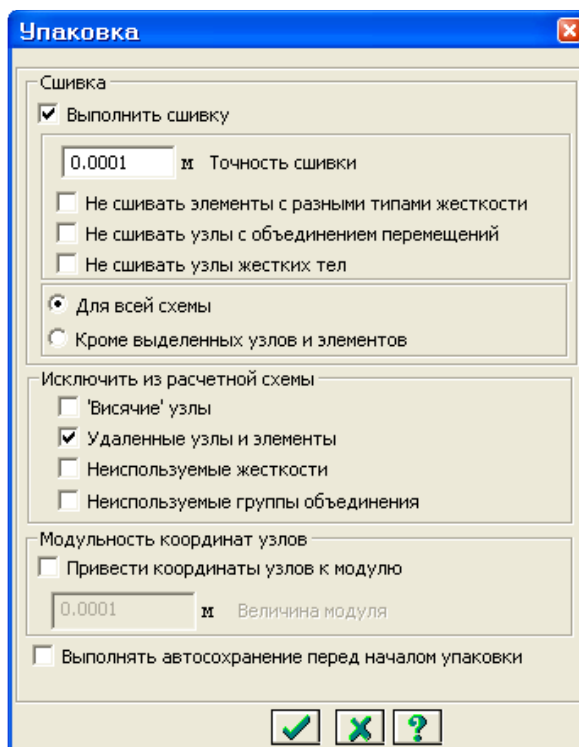 Упаковка
Сшивка
Выполнить сшивку
0.0001 м Точность сшивки
Не сшивать элементы с разными типами жесткости
Не сшивать узлы с объединением перемещений
Не сшивать узлы жестких тел
Для всей схемы
Кроме выделенных узлов и элементов
Исключить из расчетной схемы
'Висячие' узлы
Удаленные узлы и элементы
Неиспользуемые жесткости
Неиспользуемые группы объединения
Модульность координат узлов
Привести координаты узлов к модулю
0.0001 м Величина модуля
Выполнять автосохранение перед началом упаковки
?